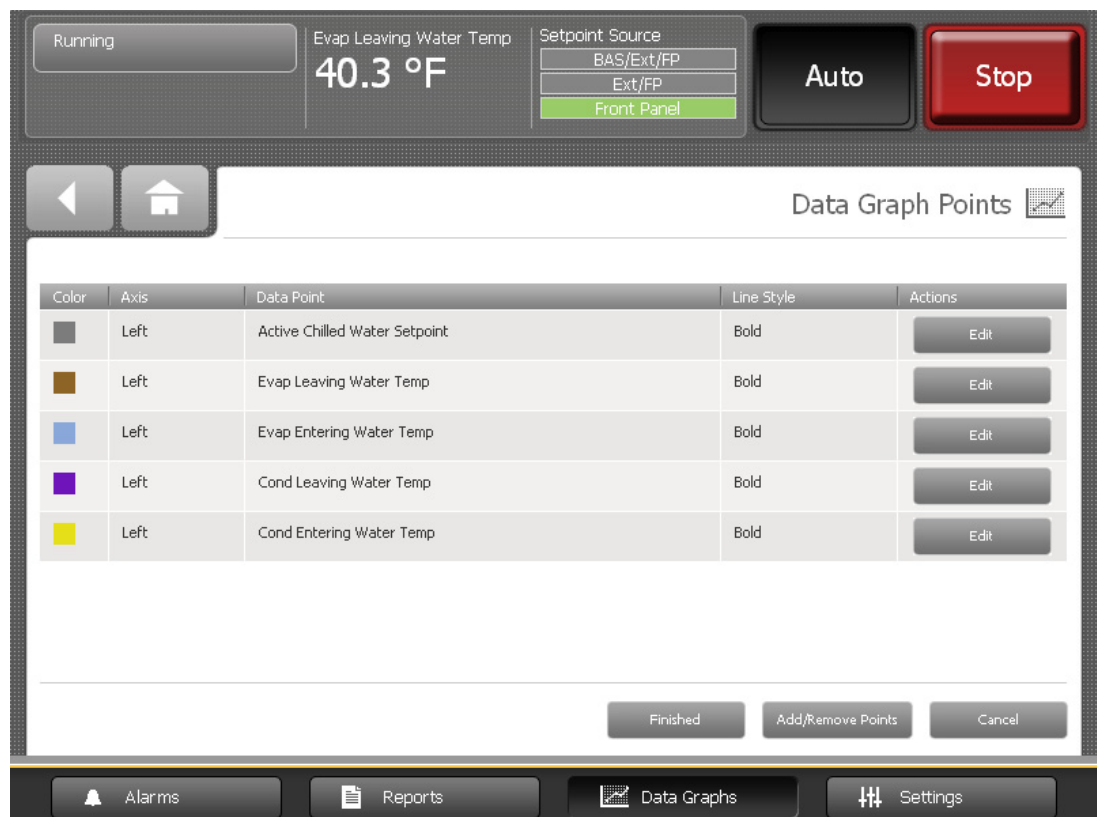 Running
Evap Leaving Water Temp
40.3 °F
Setpoint Source
BAS/Ext/FP
Ext/FP
Front Panel
Auto
Stop
Data Graph Points
Color Axis Data Point Line Style Actions
Left Active Chilled Water Setpoint Bold Edit
Left Evap Leaving Water Temp Bold Edit
Left Evap Entering Water Temp Bold Edit
Left Cond Leaving Water Temp Bold Edit
Left Cond Entering Water Temp Bold Edit
Finished Add/Remove Points Cancel
Alarms Reports Data Graphs Settings